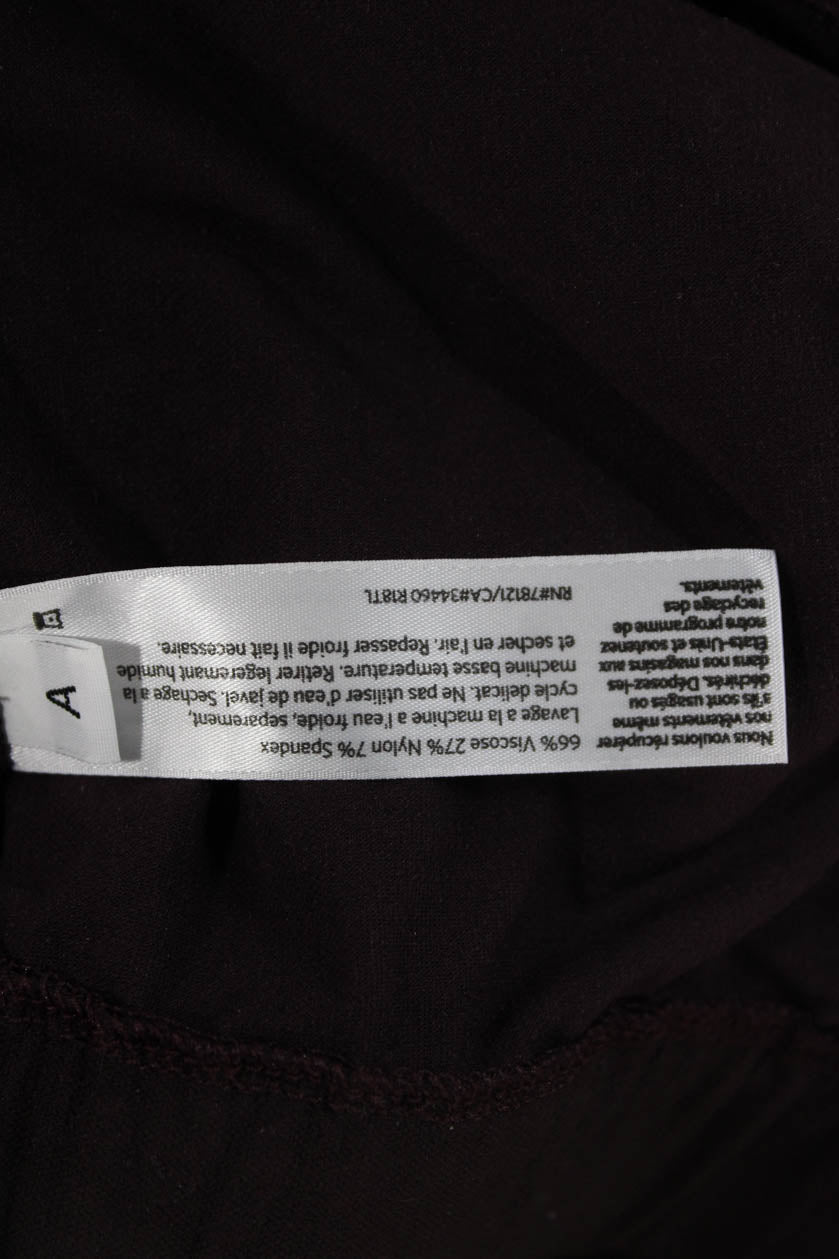 Nous voulons récupérer
nos vêtements même
s'ils sont usagés ou
déchirés. Déposez-les
dans nos magasins aux
États-Unis et soutenez
notre programme de
recyclage des
vêtements.
66% Viscose 27% Nylon 7% Spandex
Lavage a la machine a l'eau froide, separement,
cycle delicat. Ne pas utiliser d'eau de javel. Sechage a la
machine basse temperature. Retirer legeremant humide
et secher en l'air. Repasser froide il fait necessaire.
RN#78121/CA#34460 R18TL
A